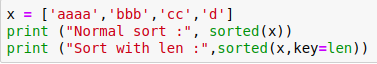 x = ['aaaa','bbb','cc','d']
print ("Normal sort :", sorted(x))
print ("Sort with len :",sorted(x,key=len))